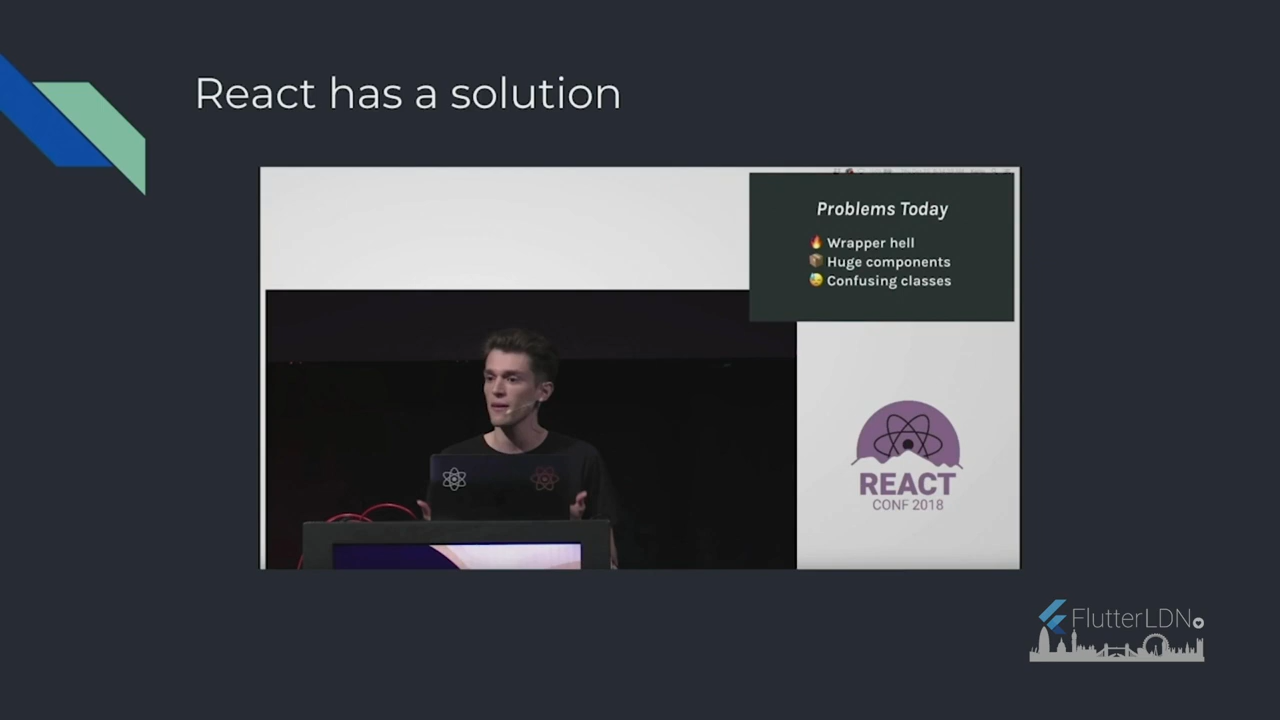 React has a solution
Problems Today
🔥 Wrapper hell
📦 Huge components
😓 Confusing classes
REACT
CONF 2018
FlutterLDN